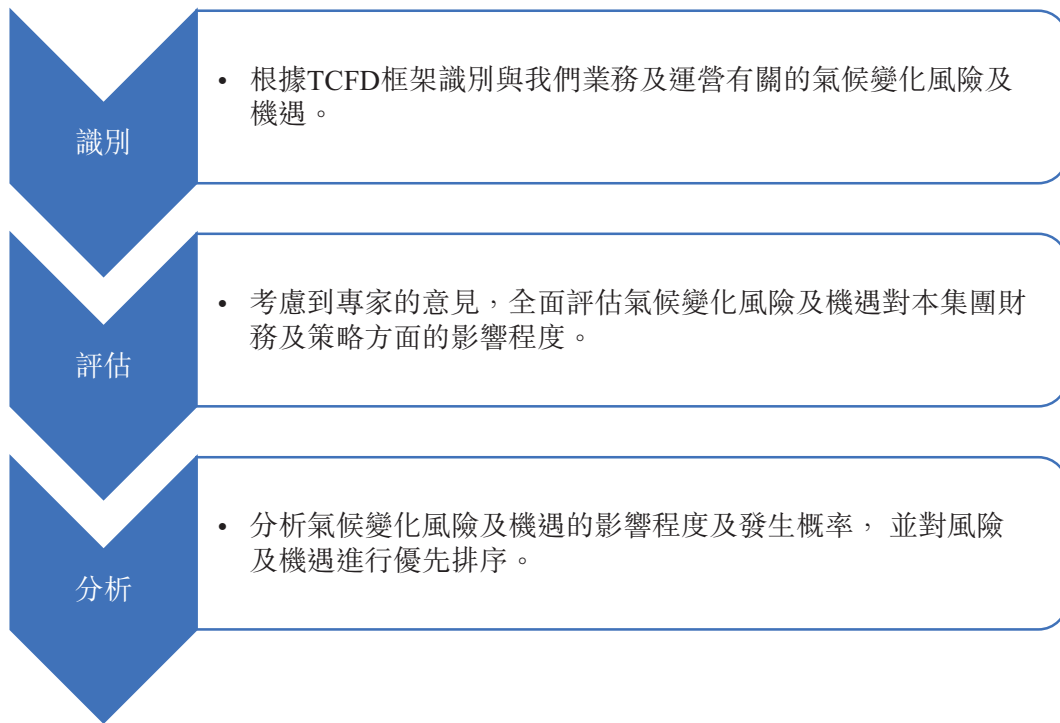 識別
• 根據TCFD框架識別與我們業務及運營有關的氣候變化風險及
機遇。
評估
• 考慮到專家的意見，全面評估氣候變化風險及機遇對本集團財
務及策略方面的影響程度。
分析
• 分析氣候變化風險及機遇的影響程度及發生概率， 並對風險
及機遇進行優先排序。